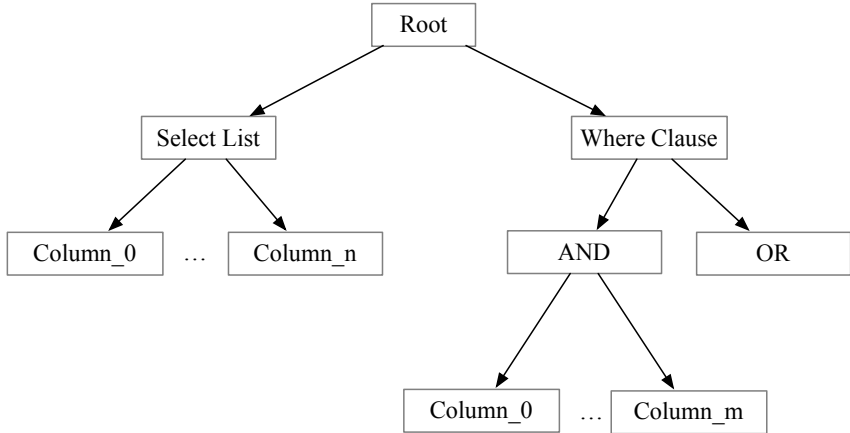 Root
Select List
Where Clause
Column_0
...
Column_n
AND
OR
Column_0
...
Column_m